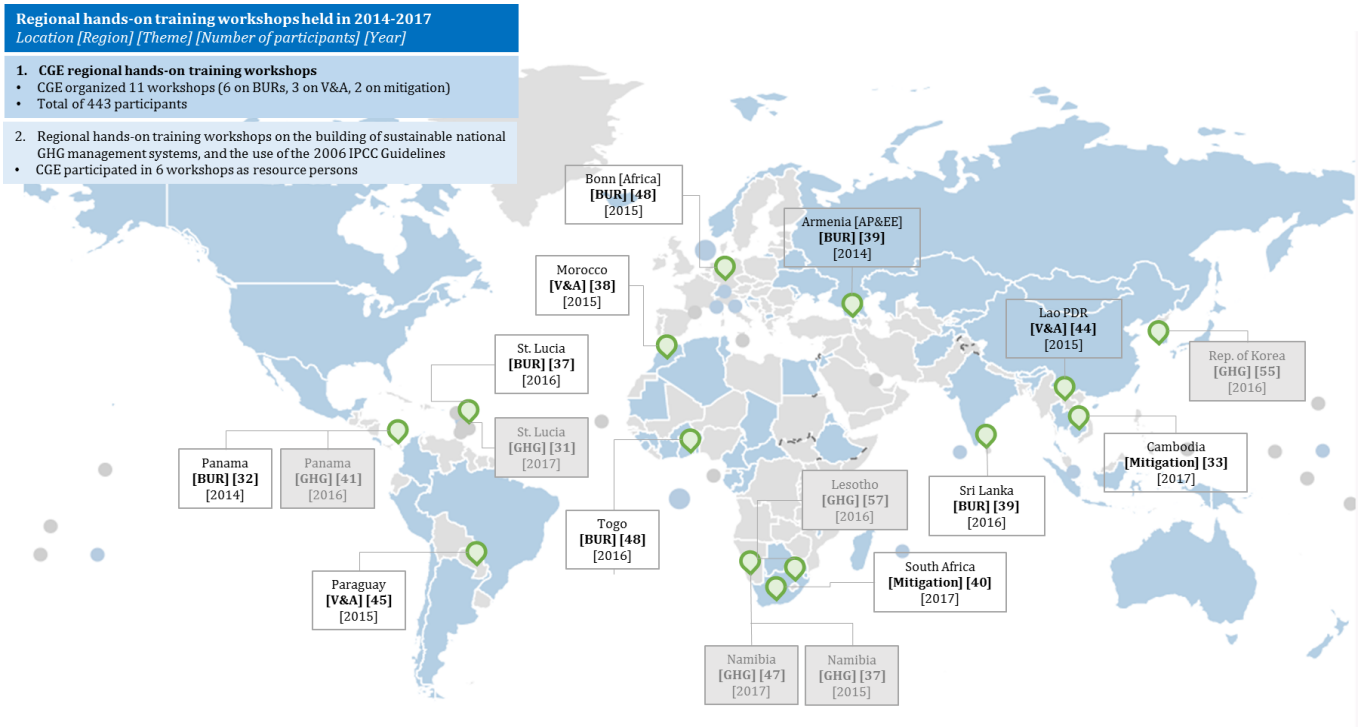 Regional hands-on training workshops held in 2014-2017
Location [Region] [Theme] [Number of participants] [Year]
1. CGE regional hands-on training workshops
• CGE organized 11 workshops (6 on BURs, 3 on V&A, 2 on mitigation)
• Total of 443 participants
2. Regional hands-on training workshops on the building of sustainable national
GHG management systems, and the use of the 2006 IPCC Guidelines
• CGE participated in 6 workshops as resource persons
Bonn [Africa]
[BUR] [48]
[2015]
Armenia [AP&EE]
[BUR] [39]
[2014]
Morocco
[V&A] [38]
[2015]
Lao PDR
[V&A] [44]
[2015]
St. Lucia
[BUR] [37]
[2016]
Rep. of Korea
[GHG] [55]
[2016]
St. Lucia
[GHG] [31]
[2017]
Panama
[BUR] [32]
[2014]
Panama
[GHG] [41]
[2016]
Cambodia
[Mitigation] [33]
[2017]
Lesotho
[GHG] [57]
[2016]
Sri Lanka
[BUR] [39]
[2016]
Togo
[BUR] [48]
[2016]
South Africa
[Mitigation] [40]
[2017]
Paraguay
[V&A] [45]
[2015]
Namibia
[GHG] [47]
[2017]
Namibia
[GHG] [37]
[2015]